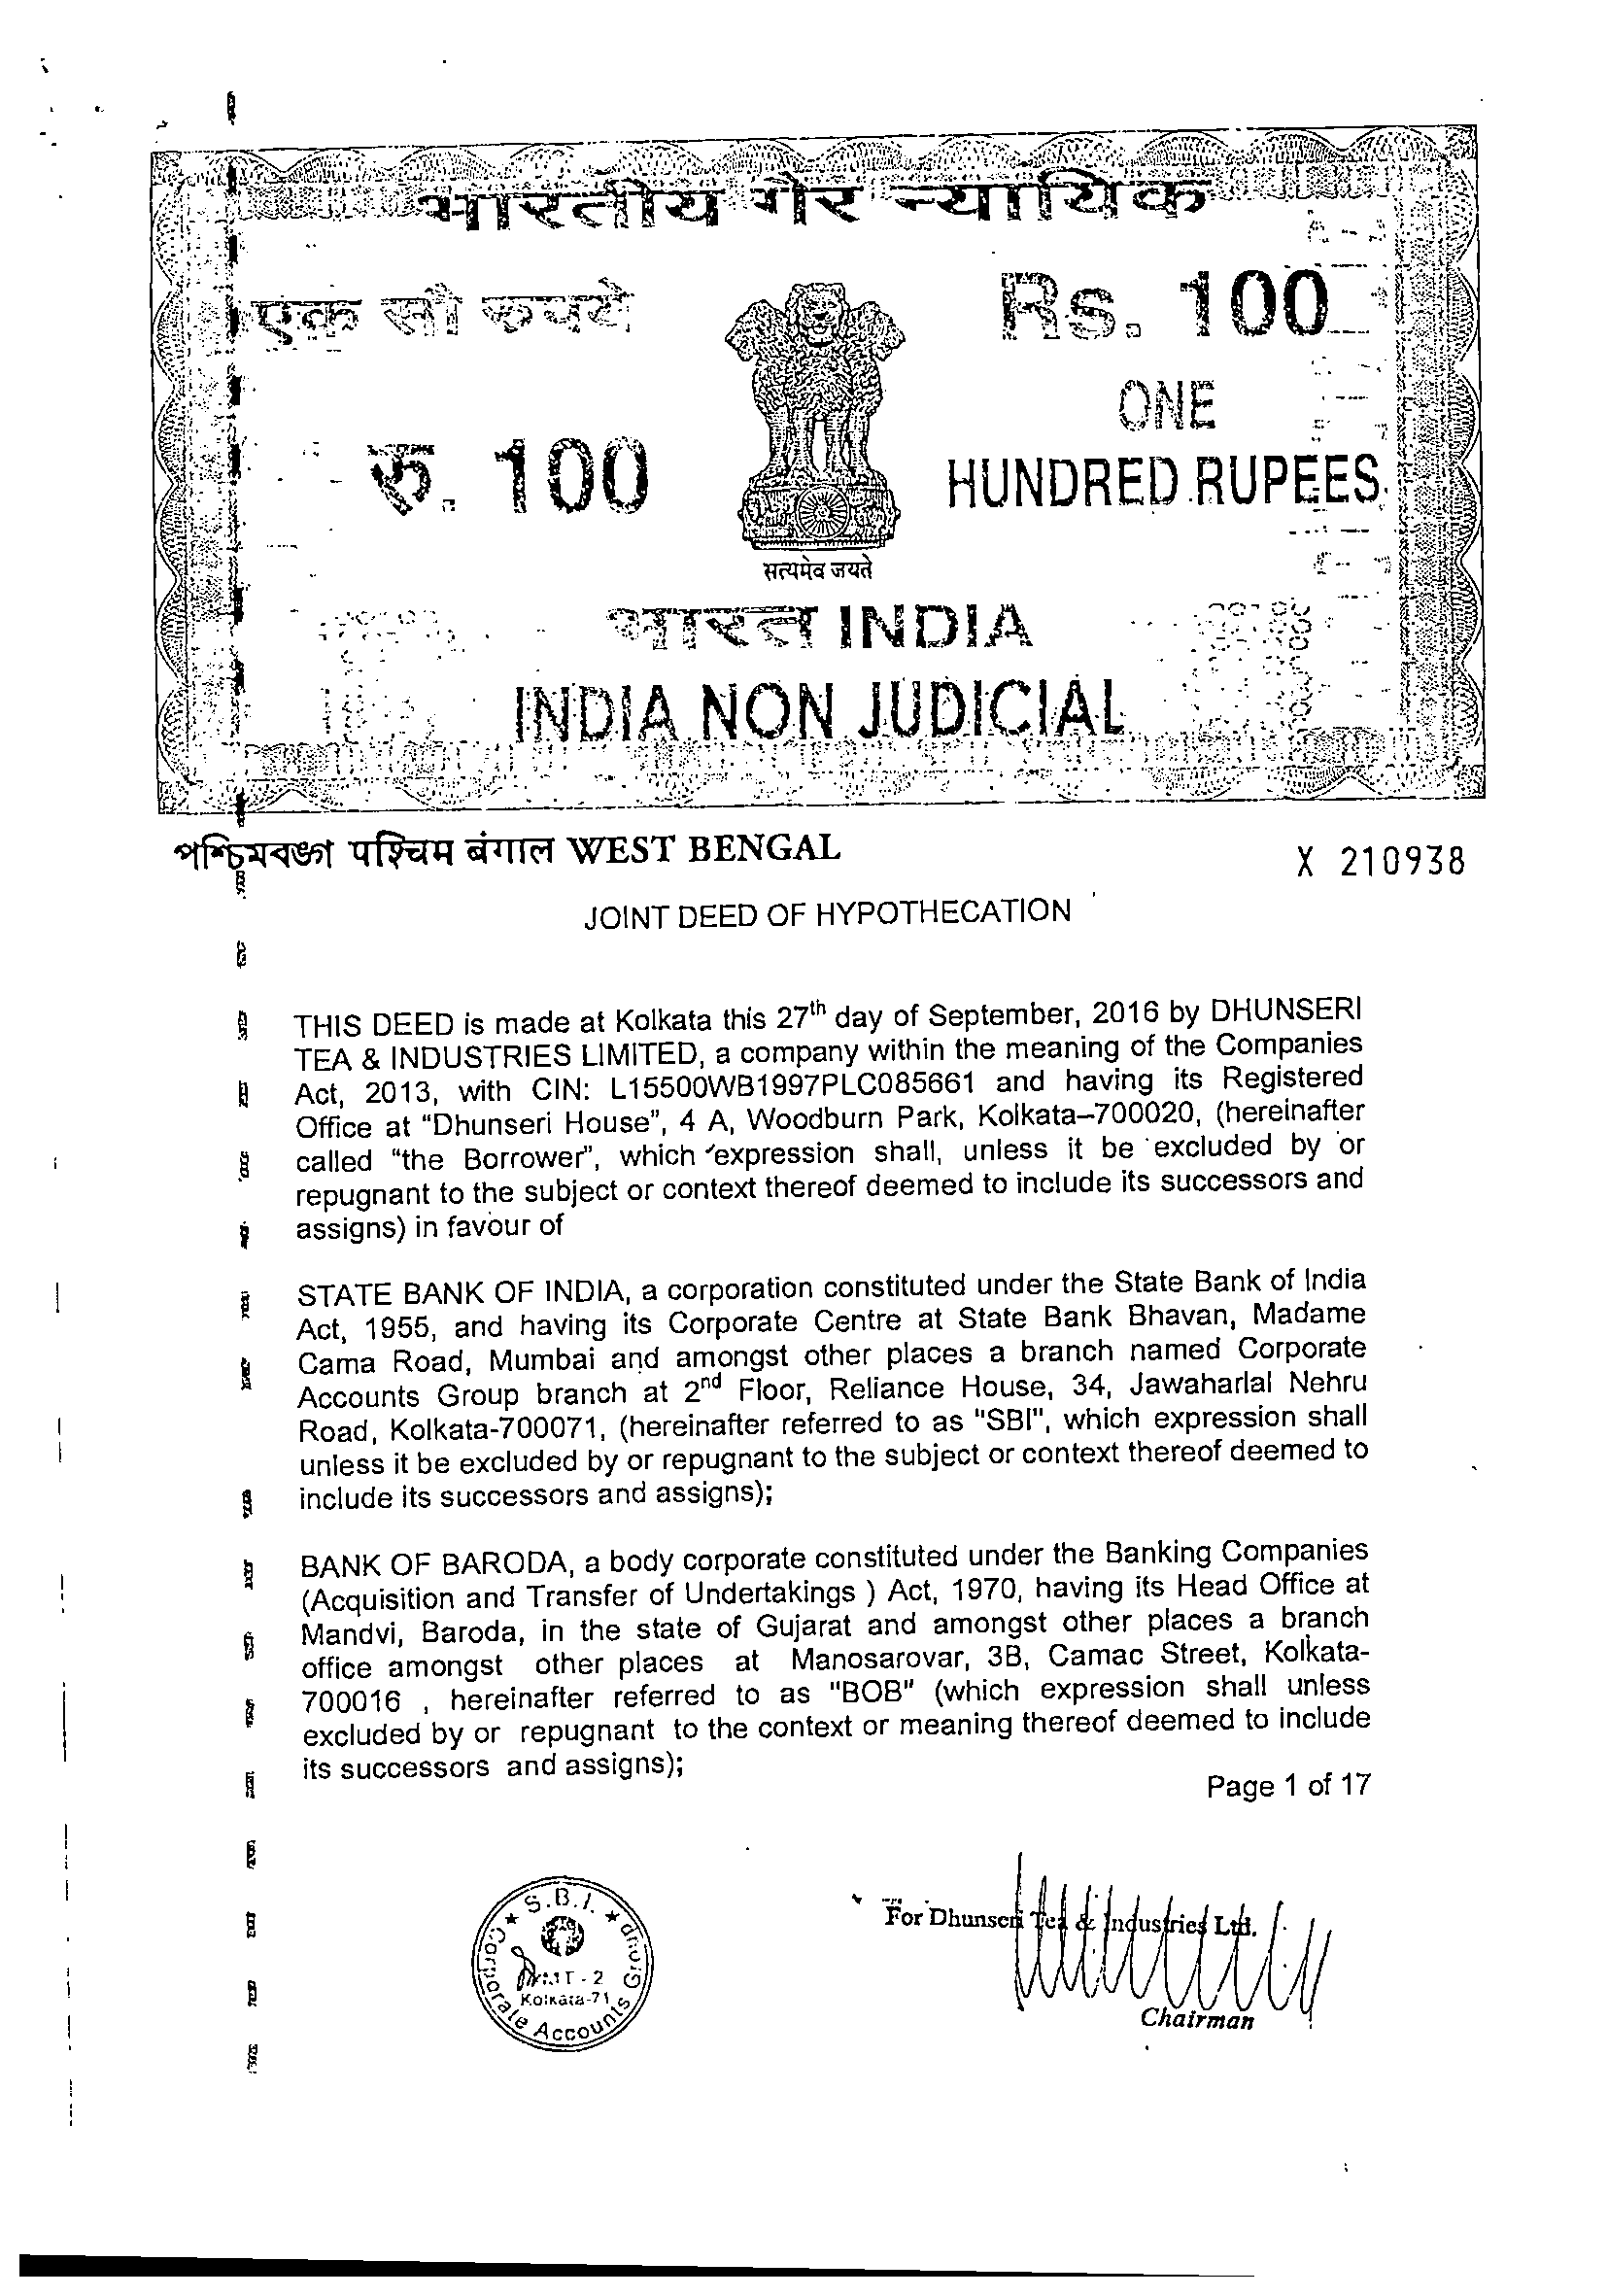 भारतीय गैर न्यायिक
एक सौ रुपये
Rs. 100
ONE
रु. 100
HUNDRED RUPEES
सत्यमेव जयते
भारत INDIA
INDIA NON JUDICIAL
পশ্চিমবঙ্গ पश्चिम बंगाल WEST BENGAL
X 210938
JOINT DEED OF HYPOTHECATION
THIS DEED is made at Kolkata this 27th day of September, 2016 by DHUNSERI
TEA & INDUSTRIES LIMITED, a company within the meaning of the Companies
Act, 2013, with CIN: L15500WB1997PLC085661 and having its Registered
Office at "Dhunseri House", 4 A, Woodburn Park, Kolkata–700020, (hereinafter
called "the Borrower", which expression shall, unless it be excluded by or
repugnant to the subject or context thereof deemed to include its successors and
assigns) in favour of
STATE BANK OF INDIA, a corporation constituted under the State Bank of India
Act, 1955, and having its Corporate Centre at State Bank Bhavan, Madame
Cama Road, Mumbai and amongst other places a branch named Corporate
Accounts Group branch at 2nd Floor, Reliance House, 34, Jawaharlal Nehru
Road, Kolkata-700071, (hereinafter referred to as "SBI", which expression shall
unless it be excluded by or repugnant to the subject or context thereof deemed to
include its successors and assigns);
BANK OF BARODA, a body corporate constituted under the Banking Companies
(Acquisition and Transfer of Undertakings ) Act, 1970, having its Head Office at
Mandvi, Baroda, in the state of Gujarat and amongst other places a branch
office amongst other places at Manosarovar, 3B, Camac Street, Kolkata-
700016 , hereinafter referred to as "BOB" (which expression shall unless
excluded by or repugnant to the context or meaning thereof deemed to include
its successors and assigns);
Page 1 of 17
S.B.I.
Corporate Accounts Group
AMT - 2
Kolkata-71
For Dhunseri Tea & Industries Ltd.
Chairman